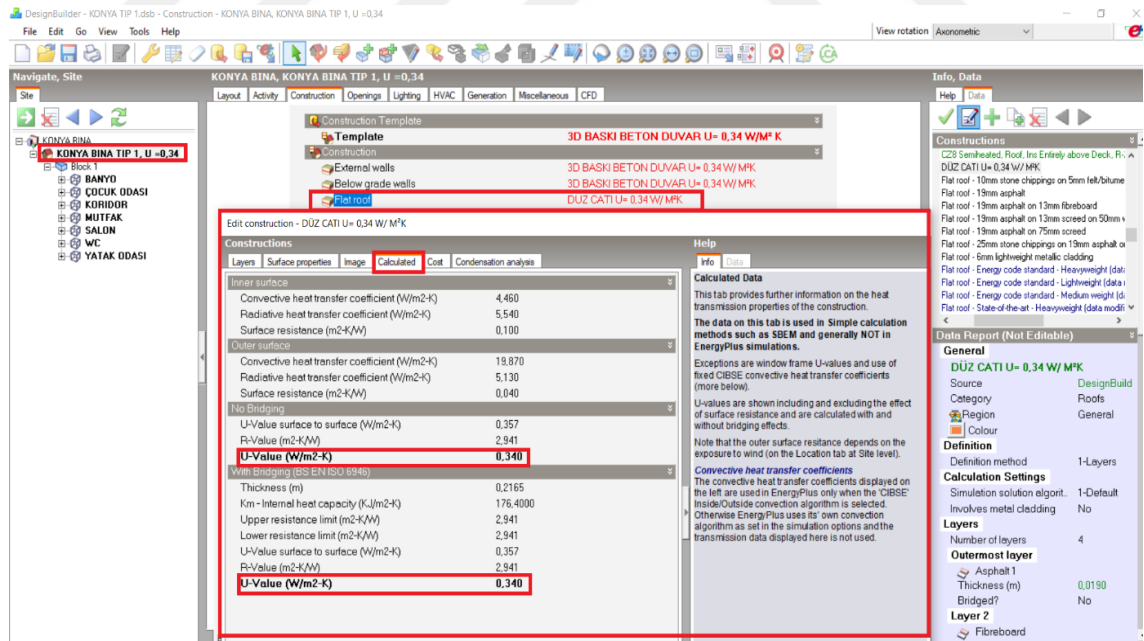 DesignBuilder - KONYA TIP 1.dsb - Construction - KONYA BINA, KONYA BINA TIP 1, U =0,34
File Edit Go View Tools Help
View rotation Axonometric
Navigate, Site
Site
KONYA BINA
KONYA BINA TIP 1, U =0,34
Block 1
BANYO
ÇOCUK ODASI
KORIDOR
MUTFAK
SALON
WC
YATAK ODASI
KONYA BINA, KONYA BINA TIP 1, U =0,34
Layout Activity Construction Openings Lighting HVAC Generation Miscellaneous CFD
Construction Template
Template 3D BASKI BETON DUVAR U= 0,34 W/M² K
Construction
External walls 3D BASKI BETON DUVAR U= 0,34 W/M²K
Below grade walls 3D BASKI BETON DUVAR U= 0,34 W/M²K
Flat roof DÜZ CATI U= 0,34 W/ M²K
Edit construction - DÜZ CATI U= 0,34 W/ M²K
Constructions
Layers Surface properties Image Calculated Cost Condensation analysis
Inner surface
Convective heat transfer coefficient (W/m2-K) 4,460
Radiative heat transfer coefficient (W/m2-K) 5,540
Surface resistance (m2-K/W) 0,100
Outer surface
Convective heat transfer coefficient (W/m2-K) 19,870
Radiative heat transfer coefficient (W/m2-K) 5,130
Surface resistance (m2-K/W) 0,040
No Bridging
U-Value surface to surface (W/m2-K) 0,357
R-Value (m2-K/W) 2,941
U-Value (W/m2-K) 0,340
With Bridging (BS EN ISO 6946)
Thickness (m) 0,2165
Km - Internal heat capacity (KJ/m2-K) 176,4000
Upper resistance limit (m2-K/W) 2,941
Lower resistance limit (m2-K/W) 2,941
U-Value surface to surface (W/m2-K) 0,357
R-Value (m2-K/W) 2,941
U-Value (W/m2-K) 0,340
Help
Info Data
Calculated Data
This tab provides further information on the heat
transmission properties of the construction.
The data on this tab is used in Simple calculation
methods such as SBEM and generally NOT in
EnergyPlus simulations.
Exceptions are window frame U-values and use of
fixed CIBSE convective heat transfer coefficients
(more below).
U-values are shown including and excluding the effect
of surface resistance and are calculated with and
without bridging effects.
Note that the outer surface resitance depends on the
exposure to wind (on the Location tab at Site level).
Convective heat transfer coefficients
The convective heat transfer coefficients displayed on
the left are used in EnergyPlus only when the 'CIBSE'
Inside/Outside convection algorithm is selected.
Otherwise EnergyPlus uses its' own convection
algorithm as set in the simulation options and the
transmission data displayed here is not used.
Info, Data
Help Data
Constructions
CZ8 Semiheated, Roof, Ins Entirely above Deck, R-
DÜZ CATI U= 0,34 W/ M²K
Flat roof - 10mm stone chippings on 5mm felt/bitume
Flat roof - 19mm asphalt
Flat roof - 19mm asphalt on 13mm fibreboard
Flat roof - 19mm asphalt on 13mm screed on 50mm
Flat roof - 19mm asphalt on 75mm screed
Flat roof - 25mm stone chippings on 19mm asphalt o
Flat roof - 6mm lightweight metallic cladding
Flat roof - Energy code standard - Heavyweight (data
Flat roof - Energy code standard - Lightweight (data
Flat roof - Energy code standard - Medium weight (d
Flat roof - State-of-the-art - Heavyweight (data modifi
Data Report (Not Editable)
General
DÜZ CATI U= 0,34 W/ M²K
Source DesignBuild
Category Roofs
Region General
Colour
Definition
Definition method 1-Layers
Calculation Settings
Simulation solution algorit.. 1-Default
Involves metal cladding No
Layers
Number of layers 4
Outermost layer
Asphalt 1
Thickness (m) 0,0190
Bridged? No
Layer 2
Fibreboard